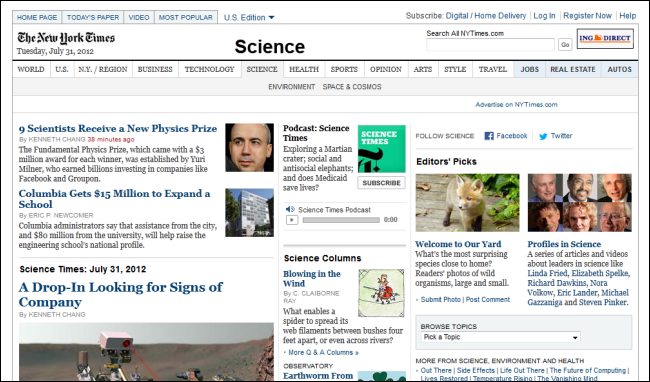 HOME PAGE TODAY'S PAPER VIDEO MOST POPULAR U.S. Edition
Subscribe: Digital / Home Delivery Log In Register Now Help
The New York Times
Tuesday, July 31, 2012
Science
Search All NYTimes.com
Go
ING DIRECT
WORLD U.S. N.Y. / REGION BUSINESS TECHNOLOGY SCIENCE HEALTH SPORTS OPINION ARTS STYLE TRAVEL JOBS REAL ESTATE AUTOS
ENVIRONMENT SPACE & COSMOS
Advertise on NYTimes.com
9 Scientists Receive a New Physics Prize
By KENNETH CHANG 38 minutes ago
The Fundamental Physics Prize, which came with a $3
million award for each winner, was established by Yuri
Milner, who earned billions investing in companies like
Facebook and Groupon.
Columbia Gets $15 Million to Expand a
School
By ERIC P. NEWCOMER
Columbia administrators say that assistance from the city,
and $80 million from the university, will help raise the
engineering school's national profile.
Science Times: July 31, 2012
A Drop-In Looking for Signs of
Company
By KENNETH CHANG
Podcast: Science
Times
Exploring a Martian
crater; social and
antisocial elephants;
and does Medicaid
save lives?
SCIENCE
TIMES
SUBSCRIBE
Science Times Podcast
0:00
Science Columns
Blowing in the
Wind
By C. CLAIBORNE
RAY
What enables a
spider to spread its
web filaments between bushes four
feet apart, or even across rivers?
• More Q & A Columns »
OBSERVATORY
Earthworm From
FOLLOW SCIENCE Facebook Twitter
Editors' Picks
Welcome to Our Yard
What's the most surprising
species close to home?
Readers' photos of wild
organisms, large and small.
• Submit Photo | Post Comment
Profiles in Science
A series of articles and videos
about leaders in science like
Linda Fried, Elizabeth Spelke,
Richard Dawkins, Nora
Volkow, Eric Lander, Michael
Gazzaniga and Steven Pinker.
BROWSE TOPICS
Pick a Topic
MORE FROM SCIENCE, ENVIRONMENT AND HEALTH
• Out There | Side Effects | Life Out There | The Future of Computing |
Lives Restored | Temperature Rising | The Vanishing Mind